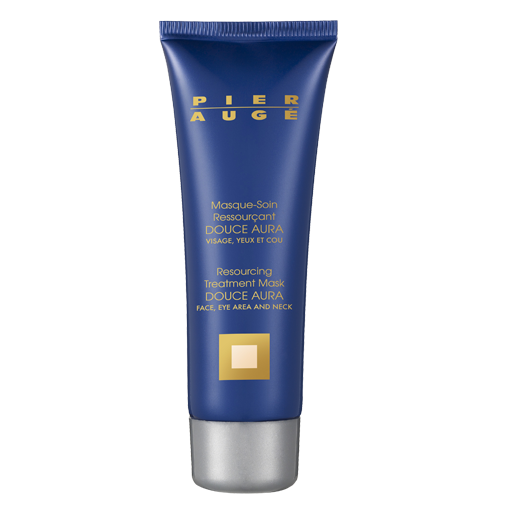 PIER
AUGÉ
Masque-Soin
Ressourçant
DOUCE AURA
VISAGE, YEUX ET COU
Resourcing
Treatment Mask
DOUCE AURA
FACE, EYE AREA AND NECK